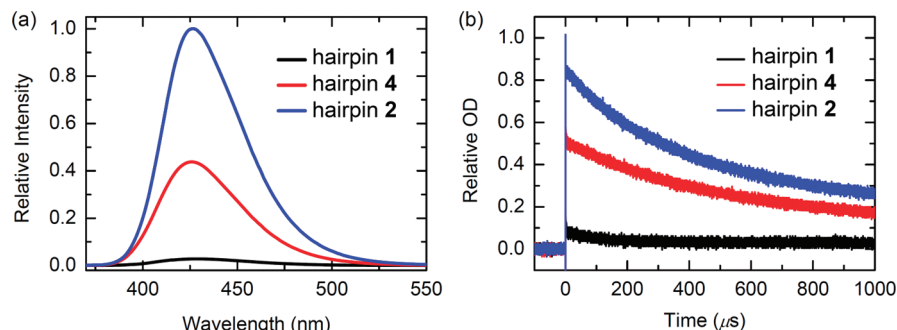 (a)
1.0
0.8
0.6
0.4
0.2
0.0
Relative Intensity
hairpin 1
hairpin 4
hairpin 2
400
450
500
550
Wavelength (nm)
(b)
1.0
0.8
0.6
0.4
0.2
0.0
Relative OD
hairpin 1
hairpin 4
hairpin 2
0
200
400
600
800
1000
Time (μs)